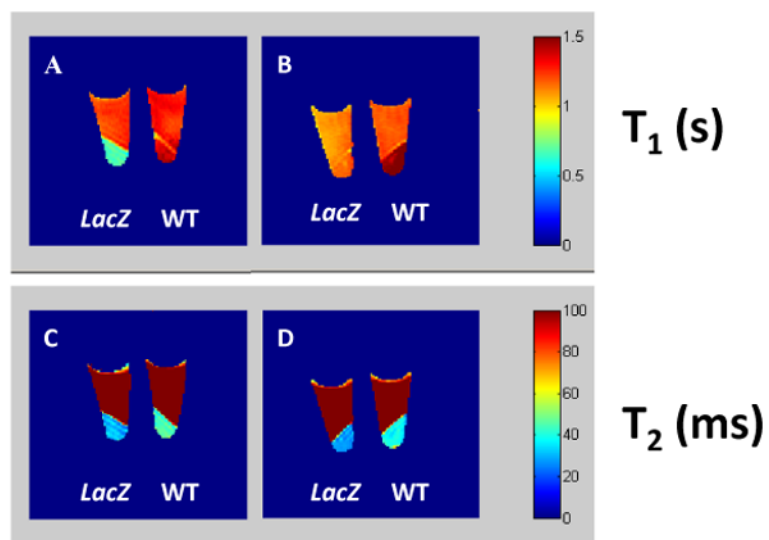 A B
1.5
1
0.5
0
LacZ WT LacZ WT
T₁ (s)
C D
100
80
60
40
20
0
LacZ WT LacZ WT
T₂ (ms)